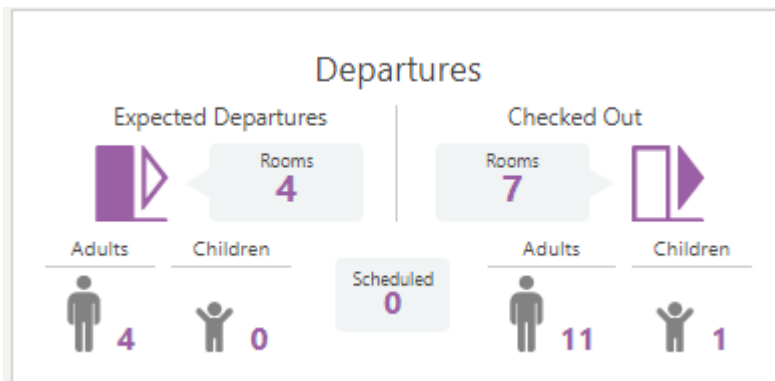 Departures
Expected Departures
Checked Out
Rooms
4
Rooms
7
Adults
Children
Scheduled
0
Adults
Children
4
0
11
1